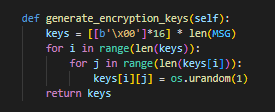 def generate_encryption_keys(self):
    keys = [[b'\x00']*16] * len(MSG)
    for i in range(len(keys)):
        for j in range(len(keys[i])):
            keys[i][j] = os.urandom(1)
    return keys